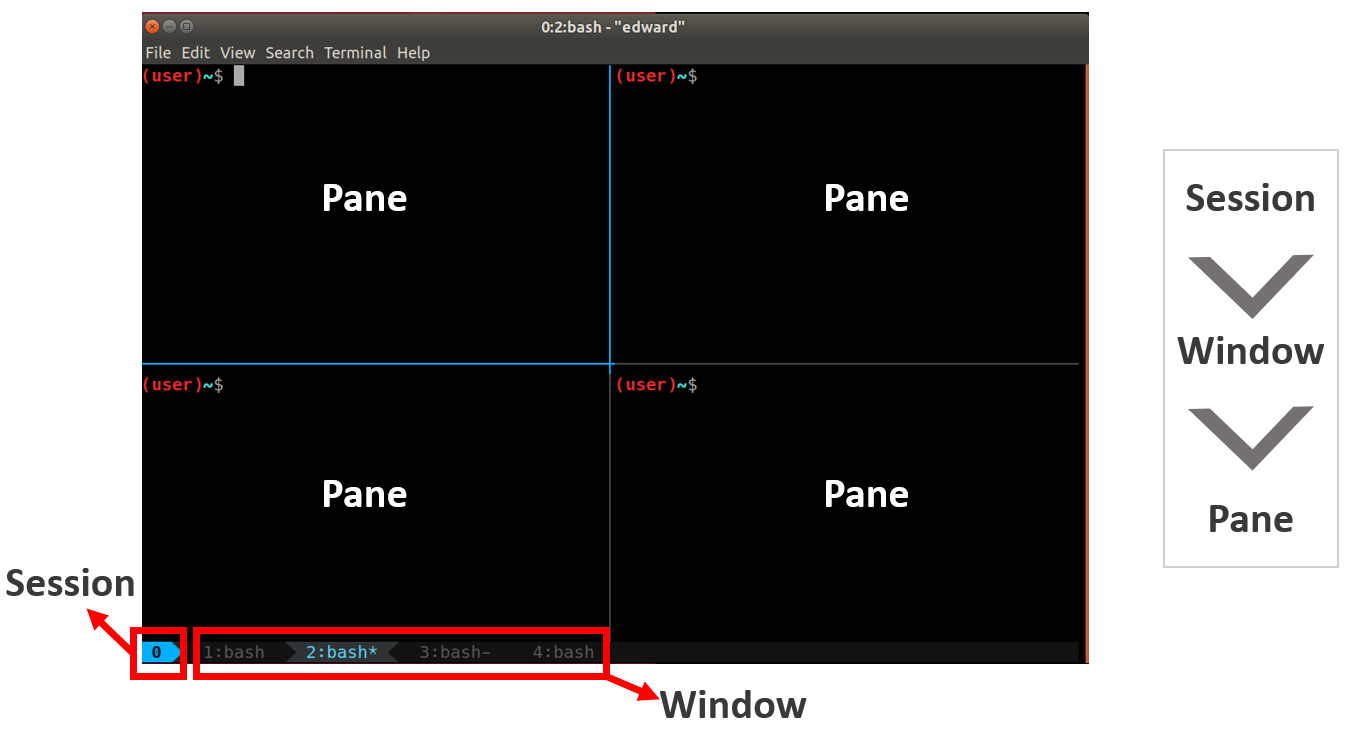 0:2:bash - "edward"
File Edit View Search Terminal Help
(user)~$
(user)~$
Pane
Pane
(user)~$
(user)~$
Pane
Pane
Session
0 1:bash 2:bash* 3:bash- 4:bash
Window
Session
Window
Pane